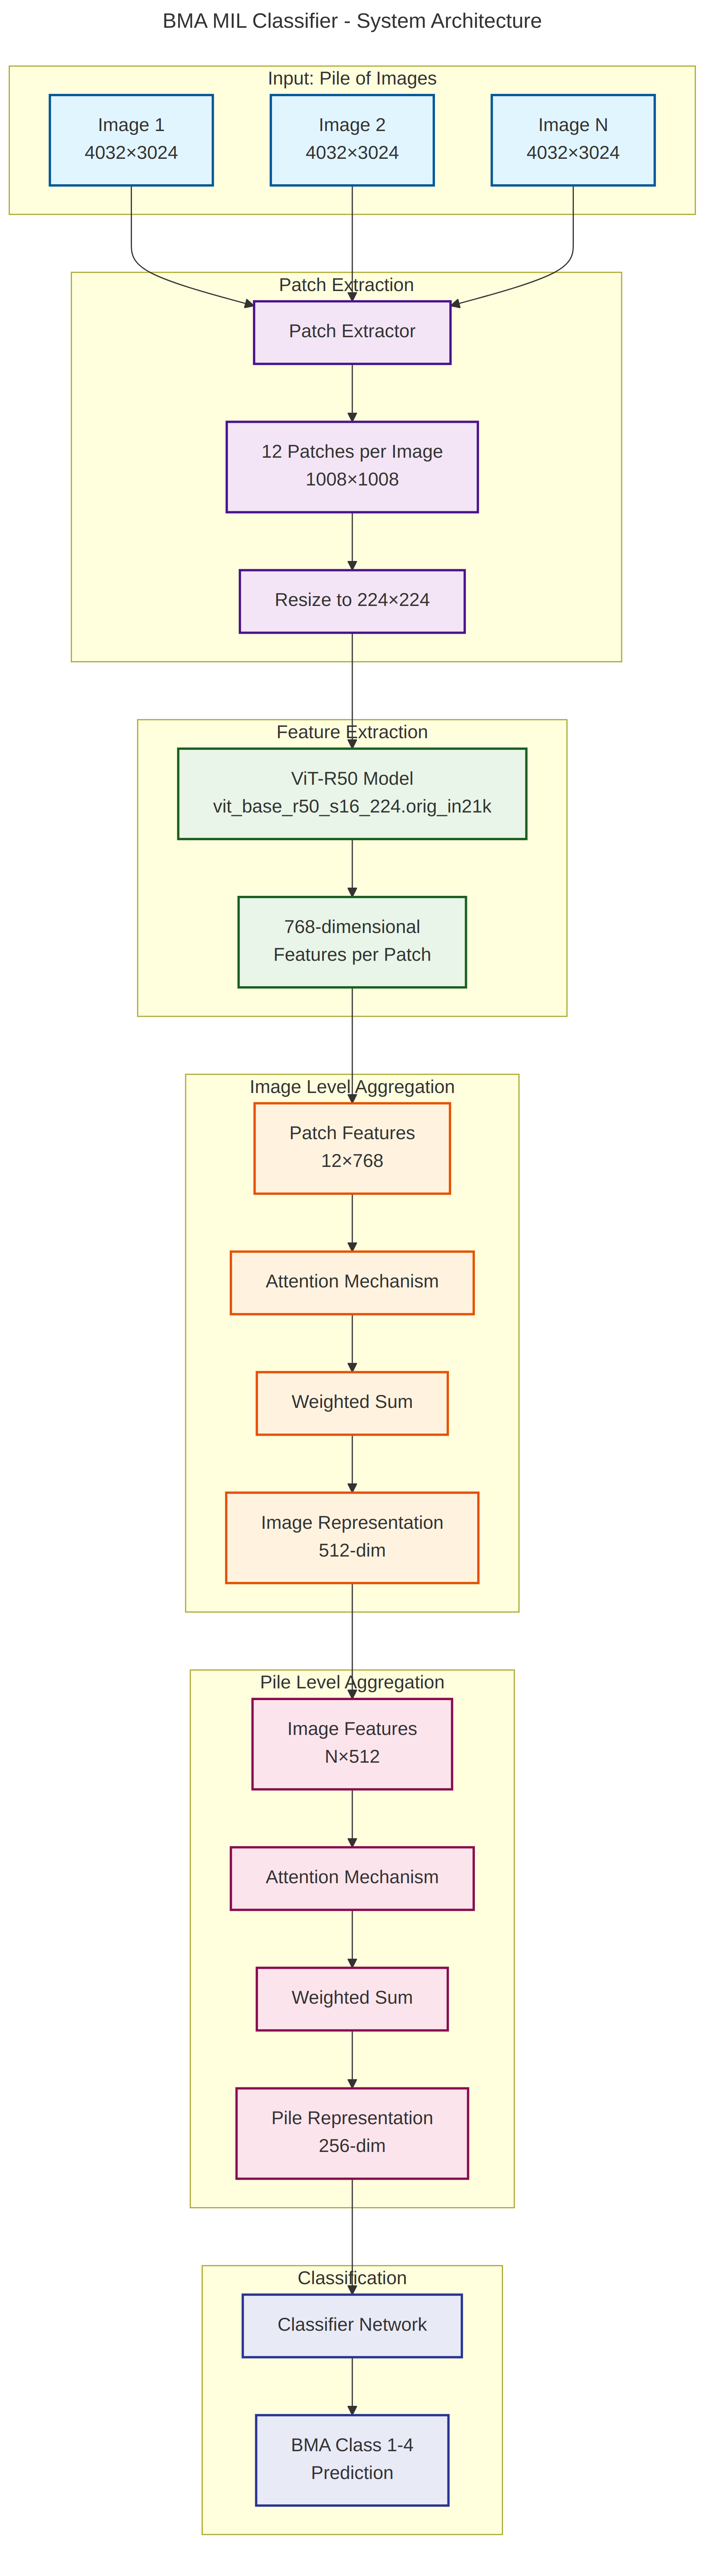 BMA MIL Classifier - System Architecture
Input: Pile of Images
Image 1
4032×3024
Image 2
4032×3024
Image N
4032×3024
Patch Extraction
Patch Extractor
12 Patches per Image
1008×1008
Resize to 224×224
Feature Extraction
ViT-R50 Model
vit_base_r50_s16_224.orig_in21k
768-dimensional
Features per Patch
Image Level Aggregation
Patch Features
12×768
Attention Mechanism
Weighted Sum
Image Representation
512-dim
Pile Level Aggregation
Image Features
N×512
Attention Mechanism
Weighted Sum
Pile Representation
256-dim
Classification
Classifier Network
BMA Class 1-4
Prediction